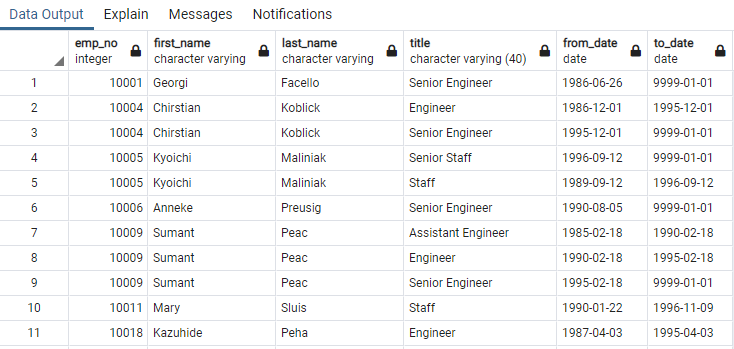 Data Output Explain Messages Notifications
emp_no first_name last_name title from_date to_date
integer character varying character varying character varying (40) date date
1 10001 Georgi Facello Senior Engineer 1986-06-26 9999-01-01
2 10004 Chirstian Koblick Engineer 1986-12-01 1995-12-01
3 10004 Chirstian Koblick Senior Engineer 1995-12-01 9999-01-01
4 10005 Kyoichi Maliniak Senior Staff 1996-09-12 9999-01-01
5 10005 Kyoichi Maliniak Staff 1989-09-12 1996-09-12
6 10006 Anneke Preusig Senior Engineer 1990-08-05 9999-01-01
7 10009 Sumant Peac Assistant Engineer 1985-02-18 1990-02-18
8 10009 Sumant Peac Engineer 1990-02-18 1995-02-18
9 10009 Sumant Peac Senior Engineer 1995-02-18 9999-01-01
10 10011 Mary Sluis Staff 1990-01-22 1996-11-09
11 10018 Kazuhide Peha Engineer 1987-04-03 1995-04-03